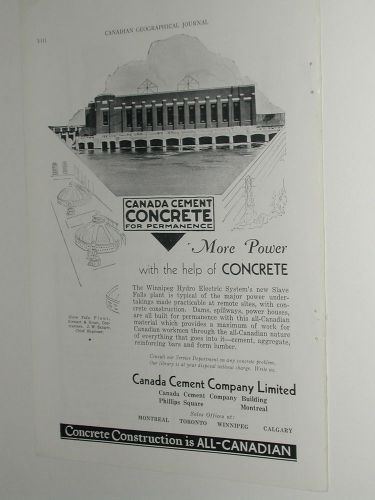 CANADIAN GEOGRAPHICAL JOURNAL
CANADA CEMENT
CONCRETE
FOR PERMANENCE
More Power
with the help of CONCRETE
The Winnipeg Hydro Electric System's new Slave
Falls plant is typical of the major power under-
takings made practicable at remote sites, with con-
crete construction. Dams, spillways, power houses,
are all built for permanence with this all-Canadian
material which provides a maximum of work for
Canadian workmen through the all-Canadian nature
of everything that goes into it—cement, aggregate,
reinforcing bars and form lumber.
Slave Falls Plant,
Chief Engineer.
Consult our Service Department on any concrete problem.
Our library is at your disposal without charge. Write us.
Canada Cement Company Limited
Canada Cement Company Building
Phillips Square Montreal
Sales Offices at:
MONTREAL TORONTO WINNIPEG CALGARY
Concrete Construction is ALL-CANADIAN